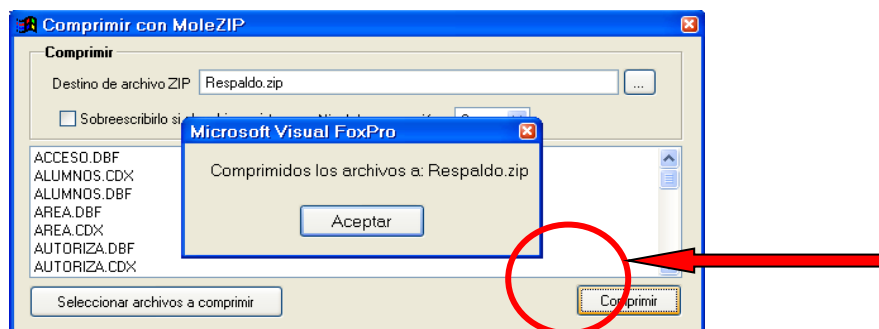 Comprimir con MoleZIP
Comprimir
Destino de archivo ZIP Respaldo.zip ...
Sobreescribirlo si
Microsoft Visual FoxPro
Comprimidos los archivos a: Respaldo.zip
Aceptar
ACCESO.DBF
ALUMNOS.CDX
ALUMNOS.DBF
AREA.DBF
AREA.CDX
AUTORIZA.DBF
AUTORIZA.CDX
Seleccionar archivos a comprimir Comprimir